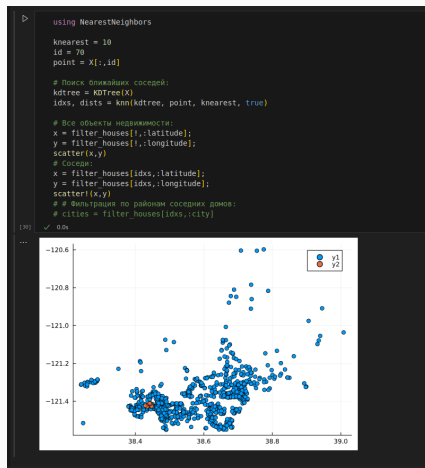 using NearestNeighbors
knearest = 10
id = 70
point = X[:,id]
# Поиск ближайших соседей:
kdtree = KDTree(X)
idxs, dists = knn(kdtree, point, knearest, true)
# Все объекты недвижимости:
x = filter_houses[!,:latitude];
y = filter_houses[!,:longitude];
scatter(x,y)
# Соседи:
x = filter_houses[idxs,:latitude];
y = filter_houses[idxs,:longitude];
scatter!(x,y)
# # Фильтрация по районам соседних домов:
# cities = filter_houses[idxs,:city]
0.0s
...
−120.6
−120.8
−121.0
−121.2
−121.4
38.4
38.6
38.8
39.0
y1
y2